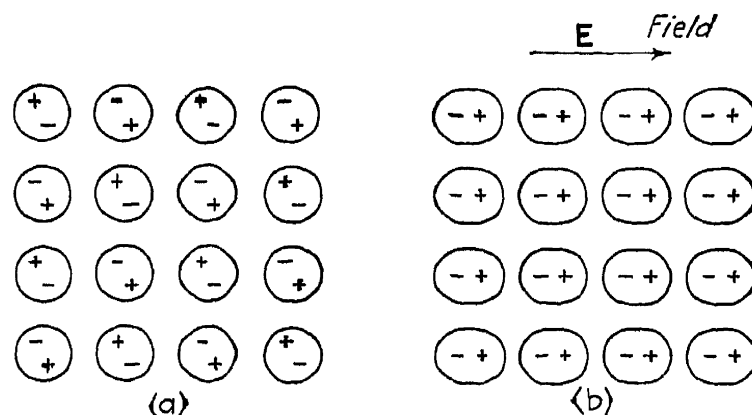 E Field
+ - + -
- + - +
- + - +
+ - + -
+ - + -
- + - +
- + - +
+ - + -
- + - + - + - +
- + - + - + - +
- + - + - + - +
- + - + - + - +
(a) (b)